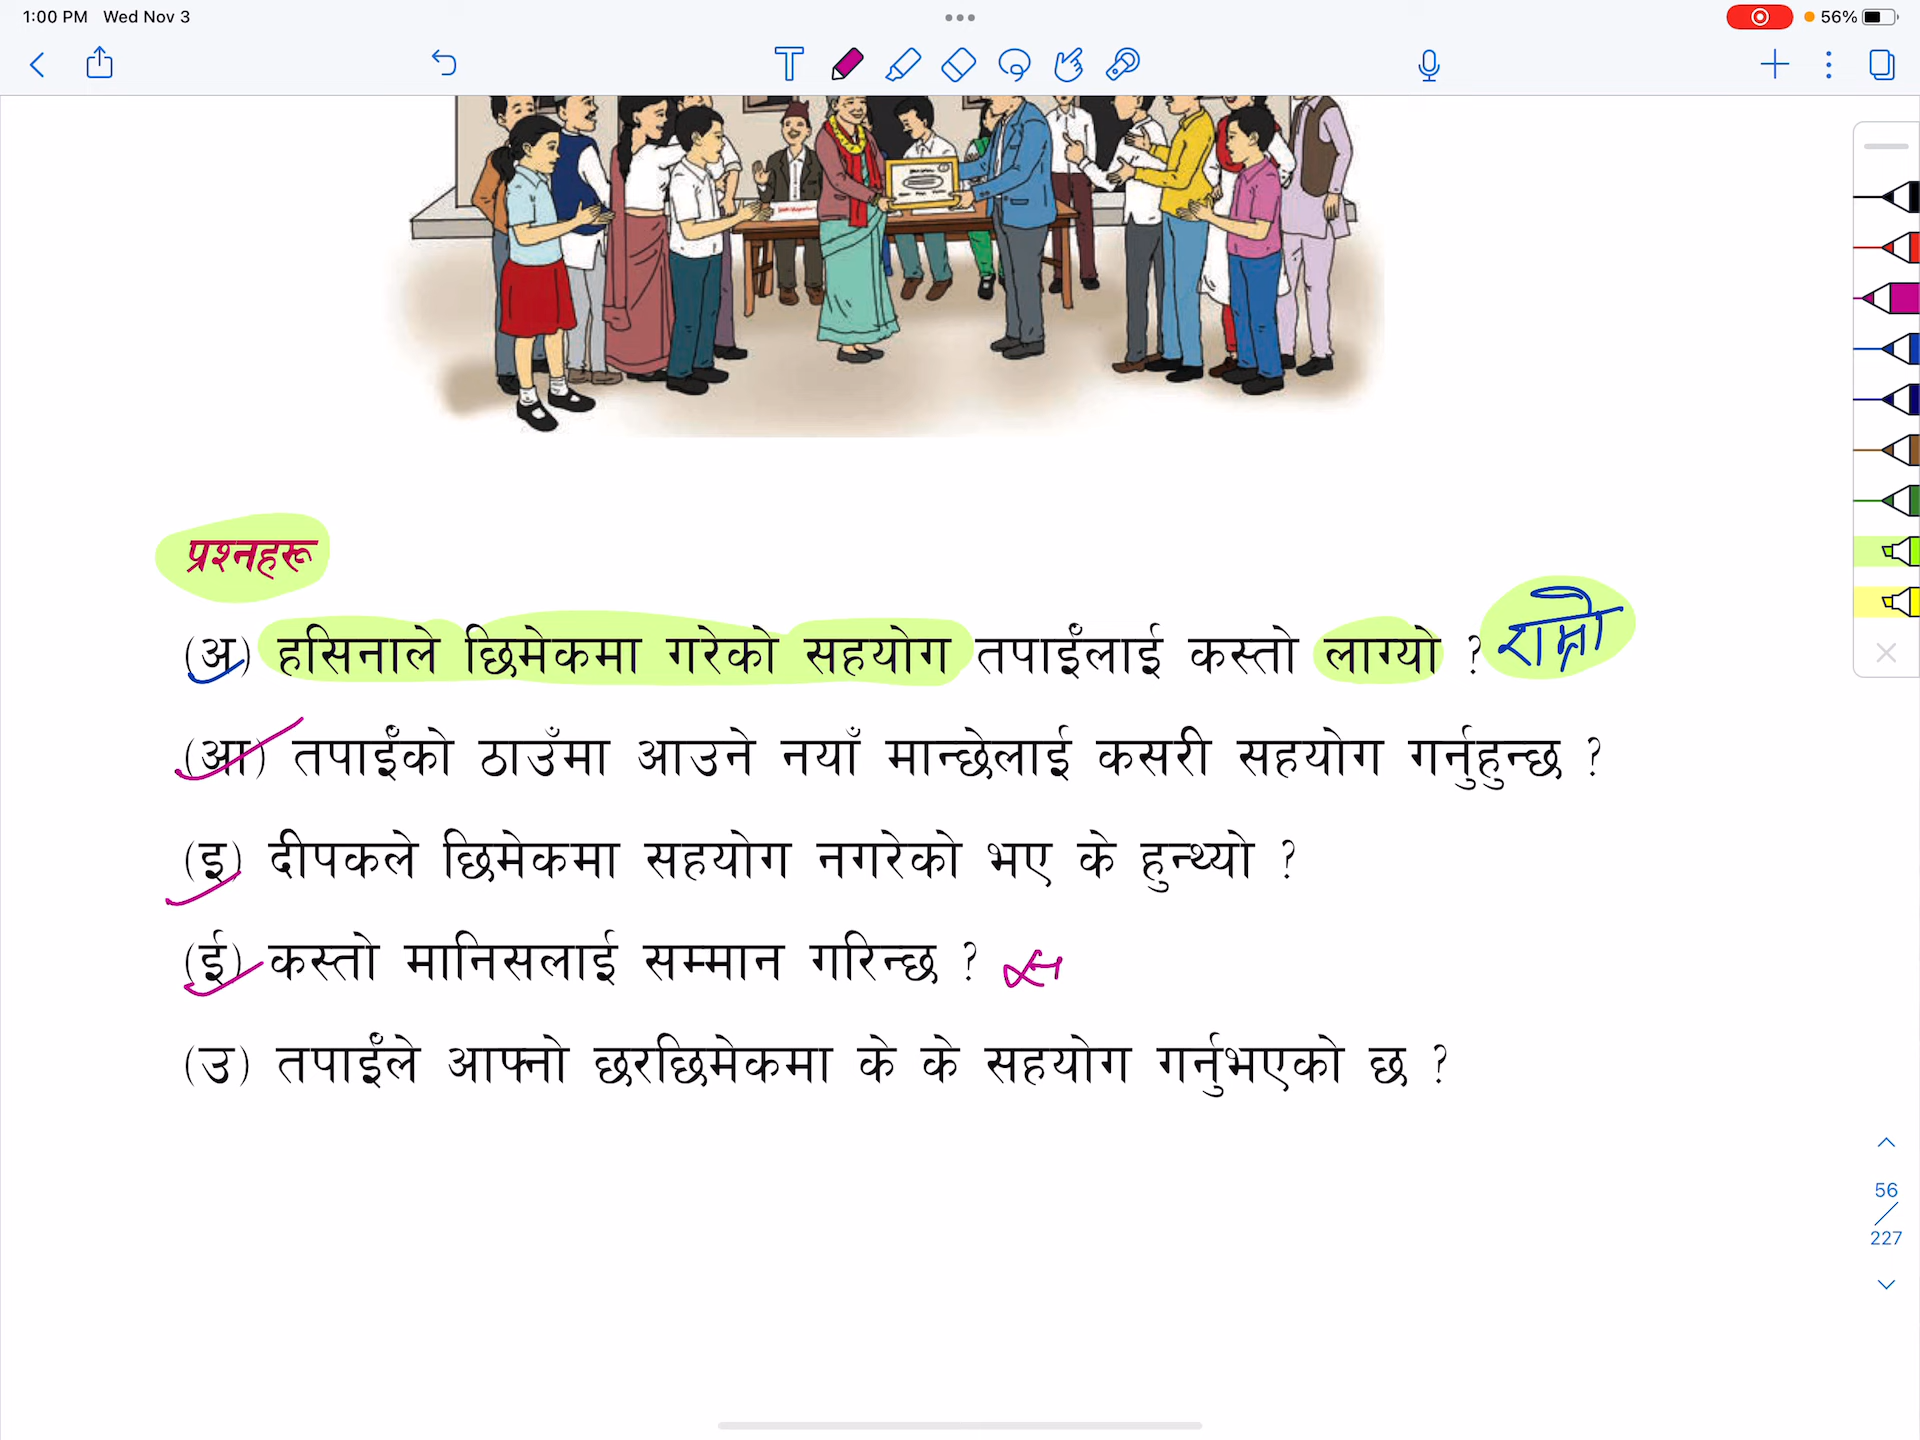 1:00 PM Wed Nov 3
56%
प्रश्नहरू
(अ) हसिनाले छिमेकमा गरेको सहयोग तपाईंलाई कस्तो लाग्यो ? राम्रो
(आ) तपाईंको ठाउँमा आउने नयाँ मान्छेलाई कसरी सहयोग गर्नुहुन्छ ?
(इ) दीपकले छिमेकमा सहयोग नगरेको भए के हुन्थ्यो ?
(ई) कस्तो मानिसलाई सम्मान गरिन्छ ?
(उ) तपाईंले आफ्नो छरछिमेकमा के के सहयोग गर्नुभएको छ ?
56
227